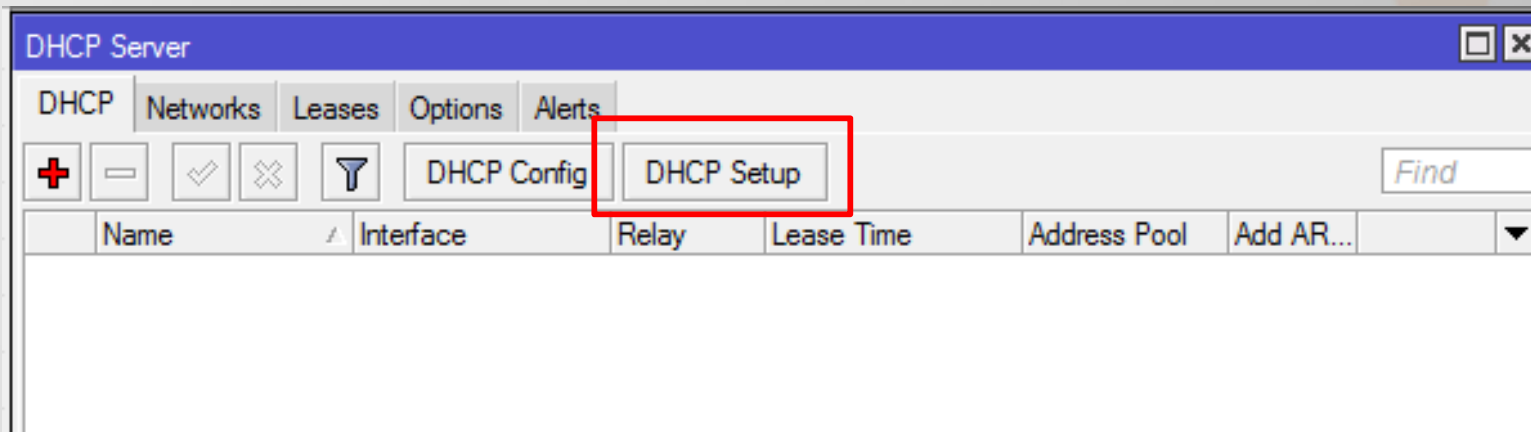 DHCP Server
DHCP Networks Leases Options Alerts
DHCP Config DHCP Setup Find
Name Interface Relay Lease Time Address Pool Add AR...